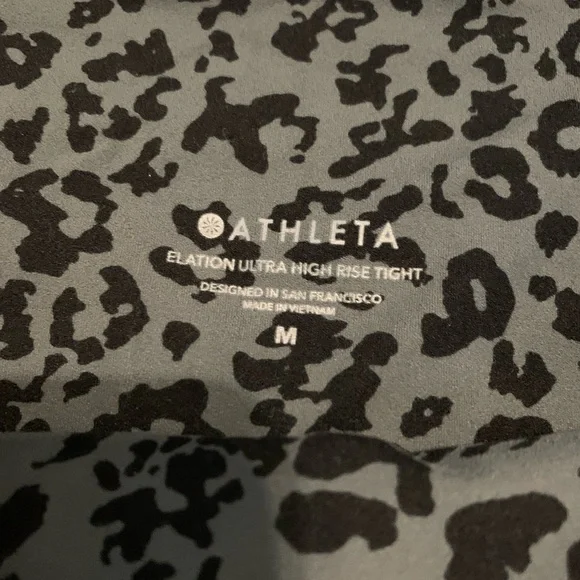 ATHLETA
ELATION ULTRA HIGH RISE TIGHT
DESIGNED IN SAN FRANCISCO
MADE IN VIETNAM
M